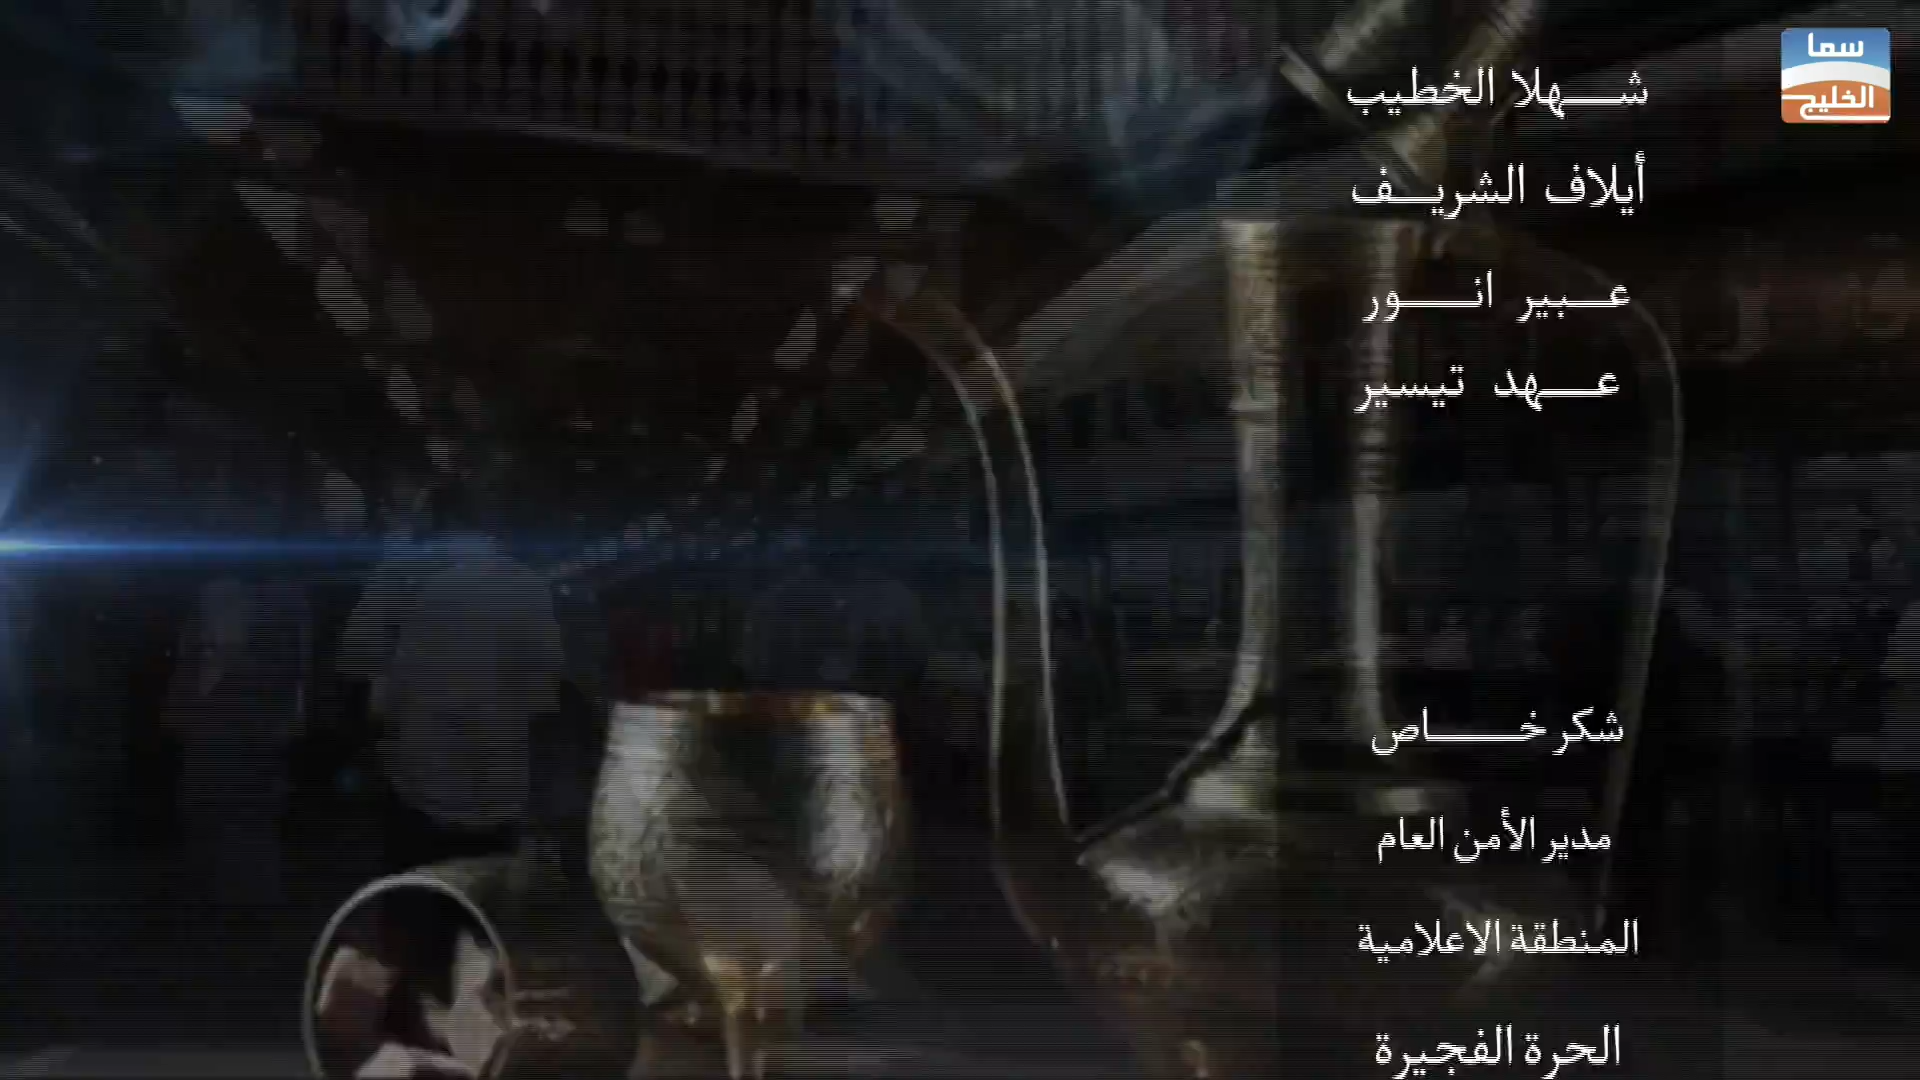 سما
الخليج
شهلا الخطيب
أيلاف الشريف
عبير انور
عهد تيسير
شكر خاص
مدير الأمن العام
المنطقة الاعلامية
الحرة الفجيرة